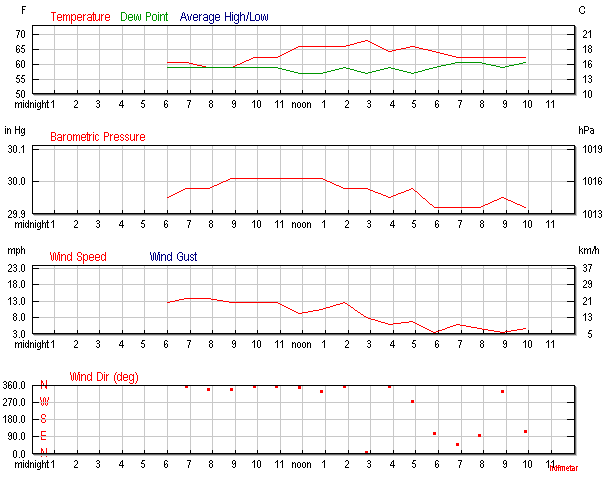 F Temperature Dew Point Average High/Low C
70 21
65 18
60 16
55 13
50 10
midnight 1 2 3 4 5 6 7 8 9 10 11 noon 1 2 3 4 5 6 7 8 9 10 11
in Hg Barometric Pressure hPa
30.1 1019
30.0 1016
29.9 1013
midnight 1 2 3 4 5 6 7 8 9 10 11 noon 1 2 3 4 5 6 7 8 9 10 11
mph Wind Speed Wind Gust km/h
23.0 37
18.0 29
13.0 21
8.0 13
3.0 5
midnight 1 2 3 4 5 6 7 8 9 10 11 noon 1 2 3 4 5 6 7 8 9 10 11
Wind Dir (deg)
360.0 N
270.0 W
180.0 S
90.0 E
0.0 N
midnight 1 2 3 4 5 6 7 8 9 10 11 noon 1 2 3 4 5 6 7 8 9 10 11